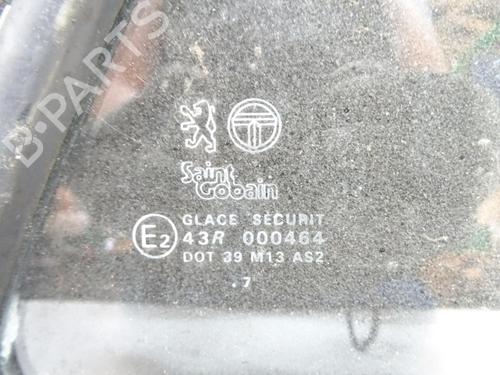 B-PARTS
Saint
Gobain
GLACE SECURIT
E2
43R 000464
DOT 39 M13 AS2
.7